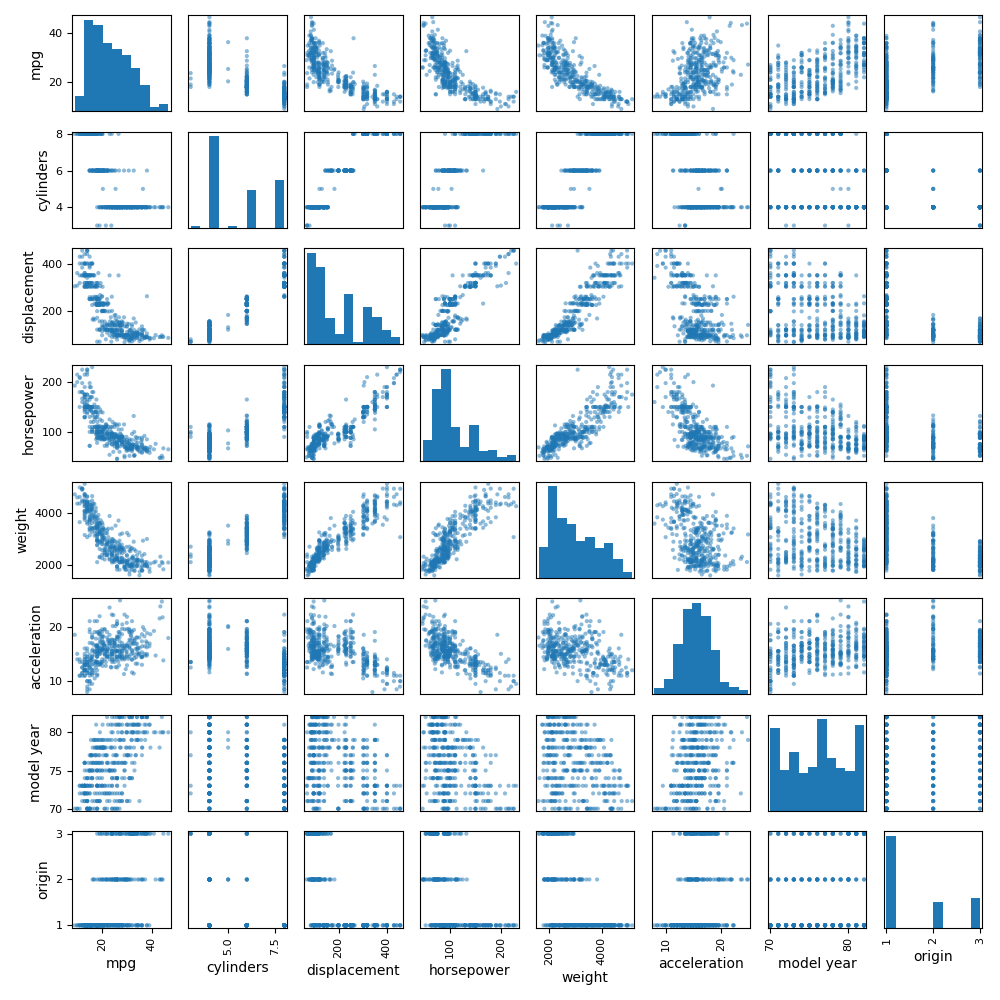 mpg
40
20
cylinders
8
6
4
displacement
400
200
horsepower
200
100
weight
4000
2000
acceleration
20
10
model year
80
75
70
origin
3
2
1
20 40
mpg
5.0 7.5
cylinders
200 400
displacement
100 200
horsepower
2000 4000
weight
10 20
acceleration
70 80
model year
1 2 3
origin